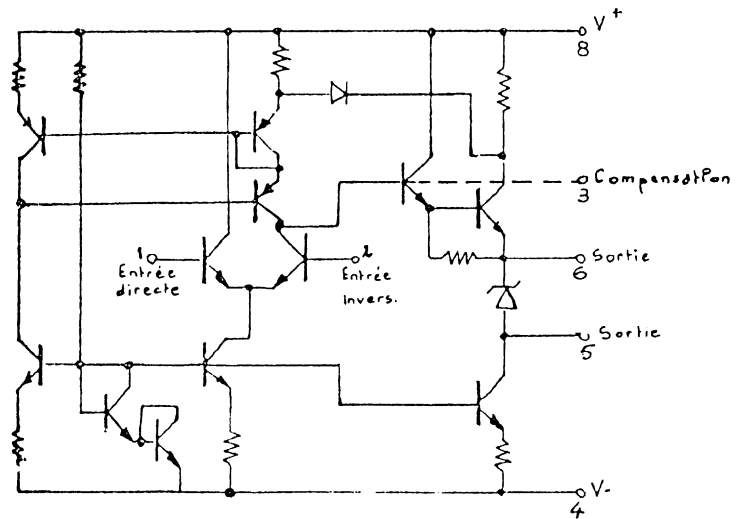 V+
8
Compensation
3
1
Entrée
directe
2
Entrée
Invers.
Sortie
6
Sortie
5
V-
4